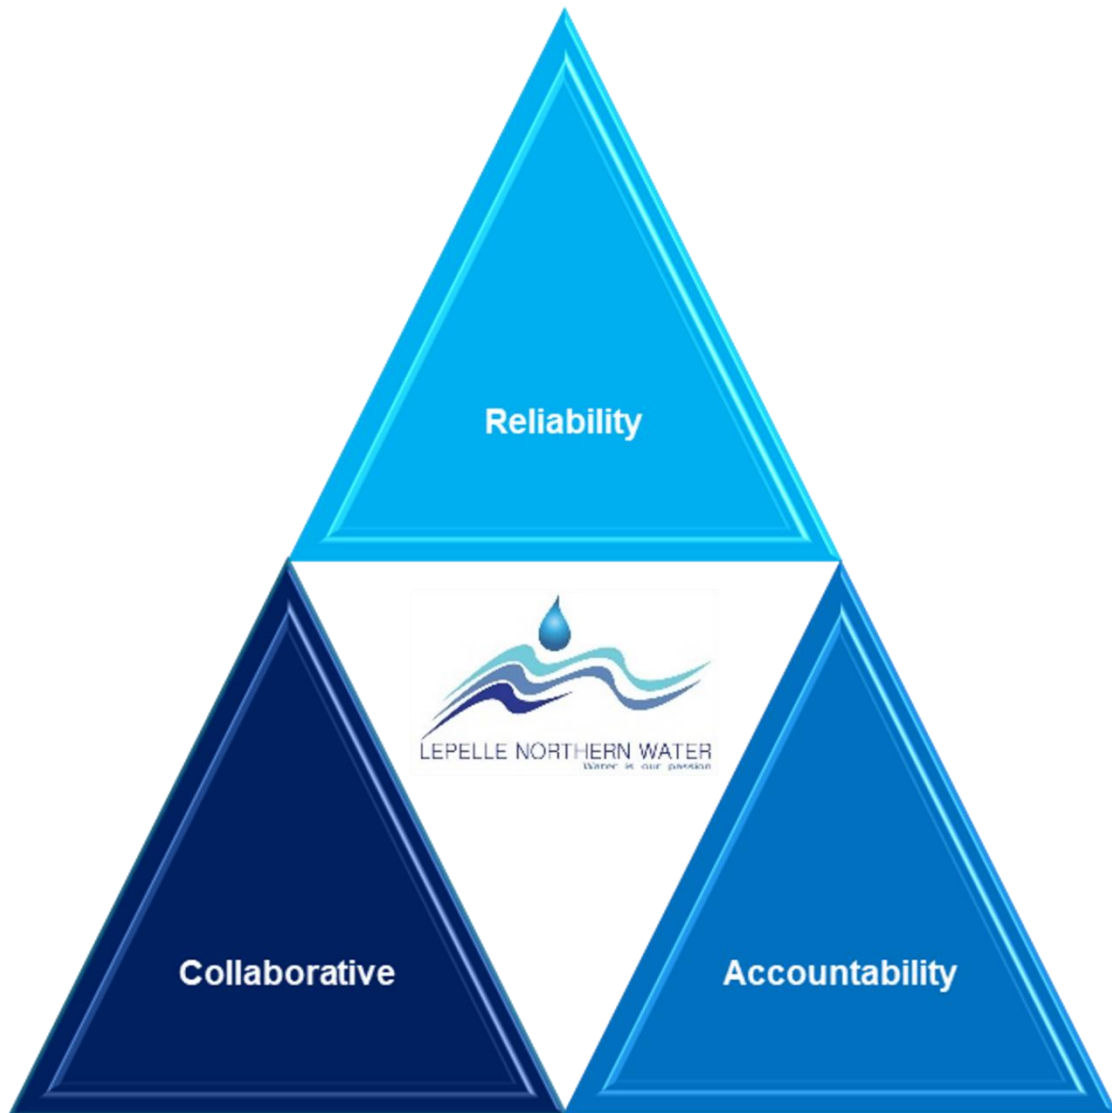 Reliability
LEPELLE NORTHERN WATER
Water is our passion
Collaborative
Accountability